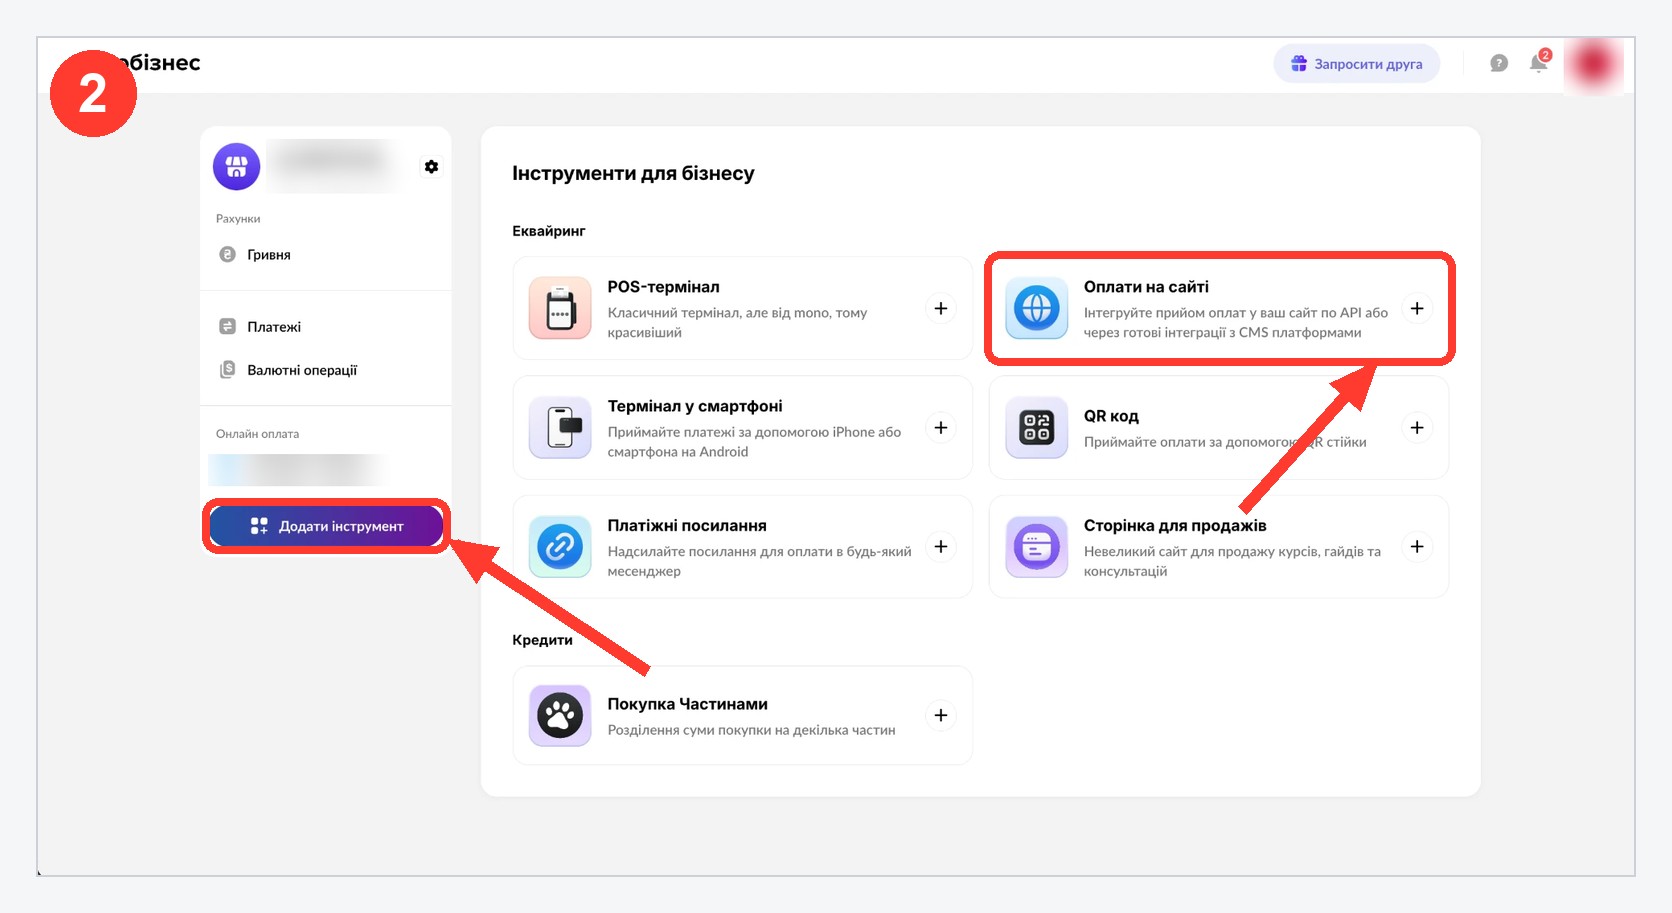 2
обізнес
Запросити друга
2
Рахунки
Гривня
Платежі
Валютні операції
Онлайн оплата
Додати інструмент
Інструменти для бізнесу
Еквайринг
POS-термінал
Класичний термінал, але від mono, тому
красивіший
Оплати на сайті
Інтегруйте прийом оплат у ваш сайт по API або
через готові інтеграції з CMS платформами
Термінал у смартфоні
Приймайте платежі за допомогою iPhone або
смартфона на Android
QR код
Приймайте оплати за допомогою QR стійки
Платіжні посилання
Надсилайте посилання для оплати в будь-який
месенджер
Сторінка для продажів
Невеликий сайт для продажу курсів, гайдів та
консультацій
Кредити
Покупка Частинами
Розділення суми покупки на декілька частин